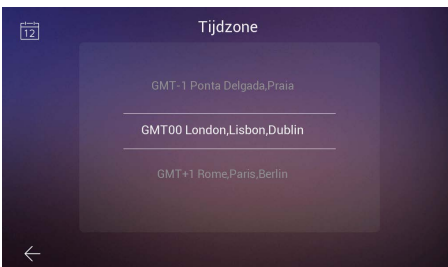 12
Tijdzone
GMT-1 Ponta Delgada,Praia
GMT00 London,Lisbon,Dublin
GMT+1 Rome,Paris,Berlin